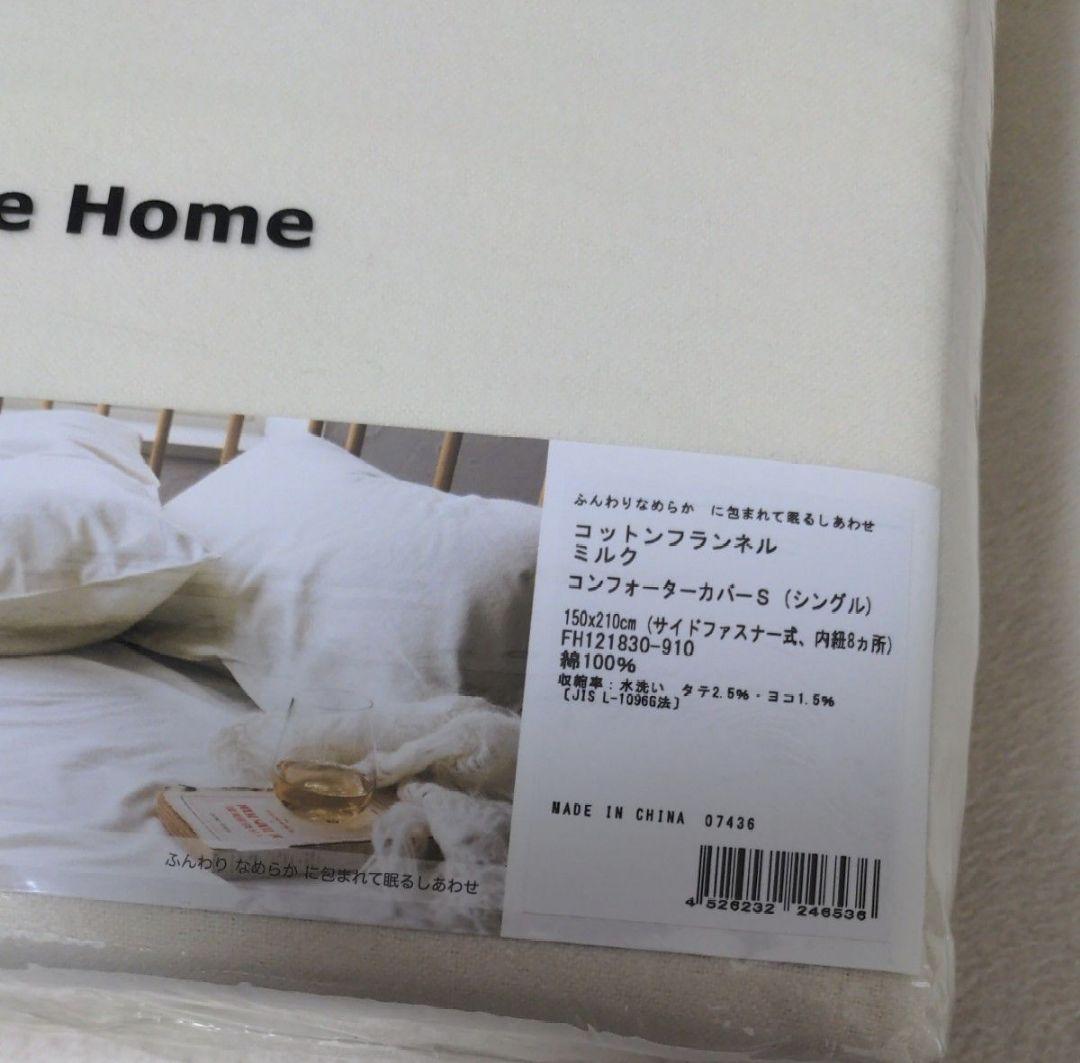 e Home
ふんわりなめらか に包まれて眠るしあわせ
コットンフランネル
ミルク
コンフォーターカバーS (シングル)
150x210cm (サイドファスナー式、内紐8ヵ所)
FH121830-910
綿100%
収縮率:水洗い タテ2.5%・ヨコ1.5%
〔JIS L-1096G法〕
MADE IN CHINA 07436
4 526232 246536
ふんわり なめらか に包まれて眠るしあわせ